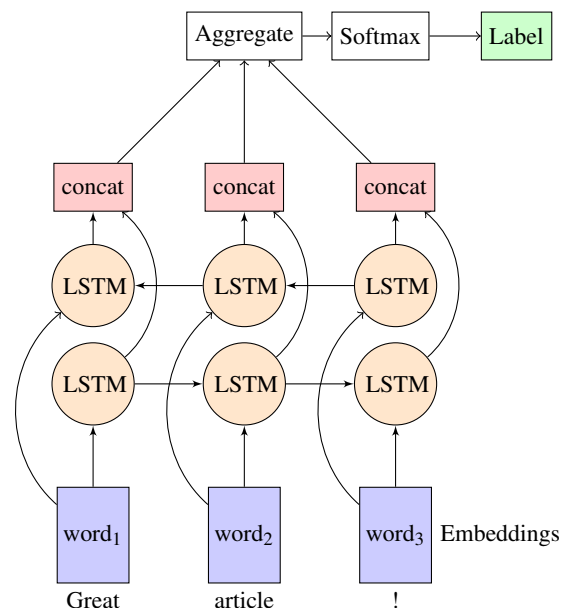 Aggregate Softmax Label
concat concat concat
LSTM LSTM LSTM
LSTM LSTM LSTM
word₁ word₂ word₃ Embeddings
Great article !